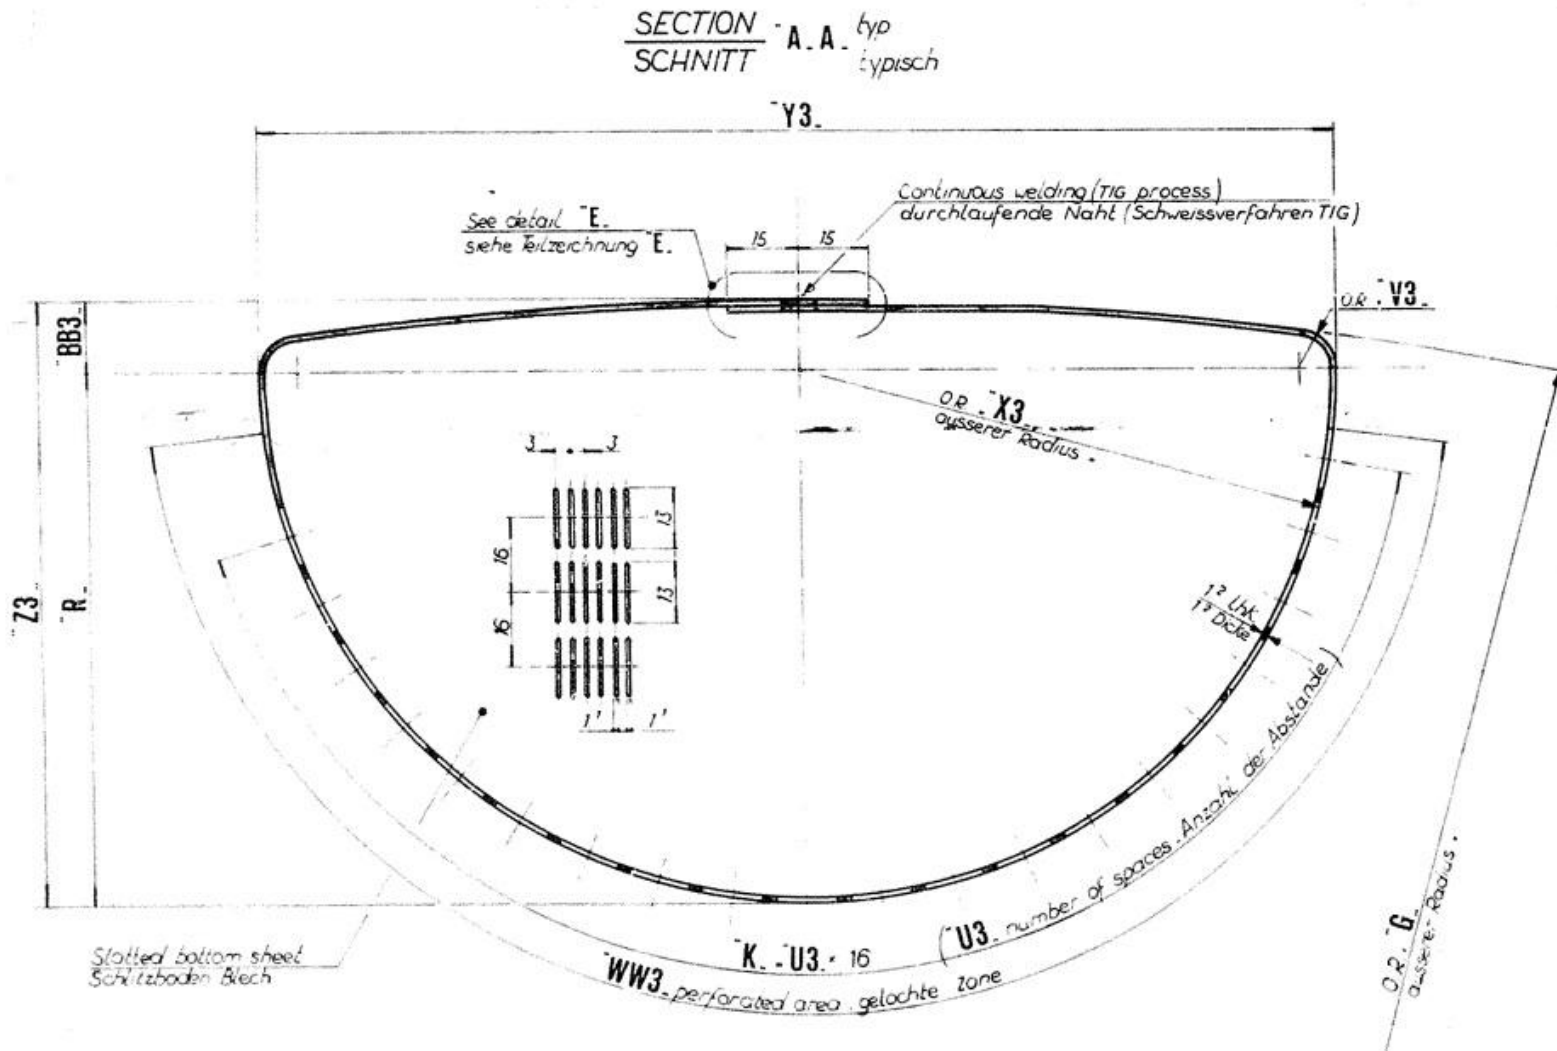 SECTION
SCHNITT
"A.A." typ
typisch
"Y3"
Continuous welding (TIG process)
durchlaufende Naht (Schweissverfahren TIG)
See detail "E"
siehe Teilzeichnung "E"
15
15
O.R. "V3"
"BB3"
O.R. "X3"
äusserer Radius
3
3
13
16
13
16
1'
1'
"Z3"
"R"
1² thk
1² Dicke
Slotted bottom sheet
Schlitzboden Blech
"K" = "U3" × 16
("U3" number of spaces. Anzahl der Abstande)
"WW3" perforated area. gelochte zone
O.R. "G"
äusserer Radius.